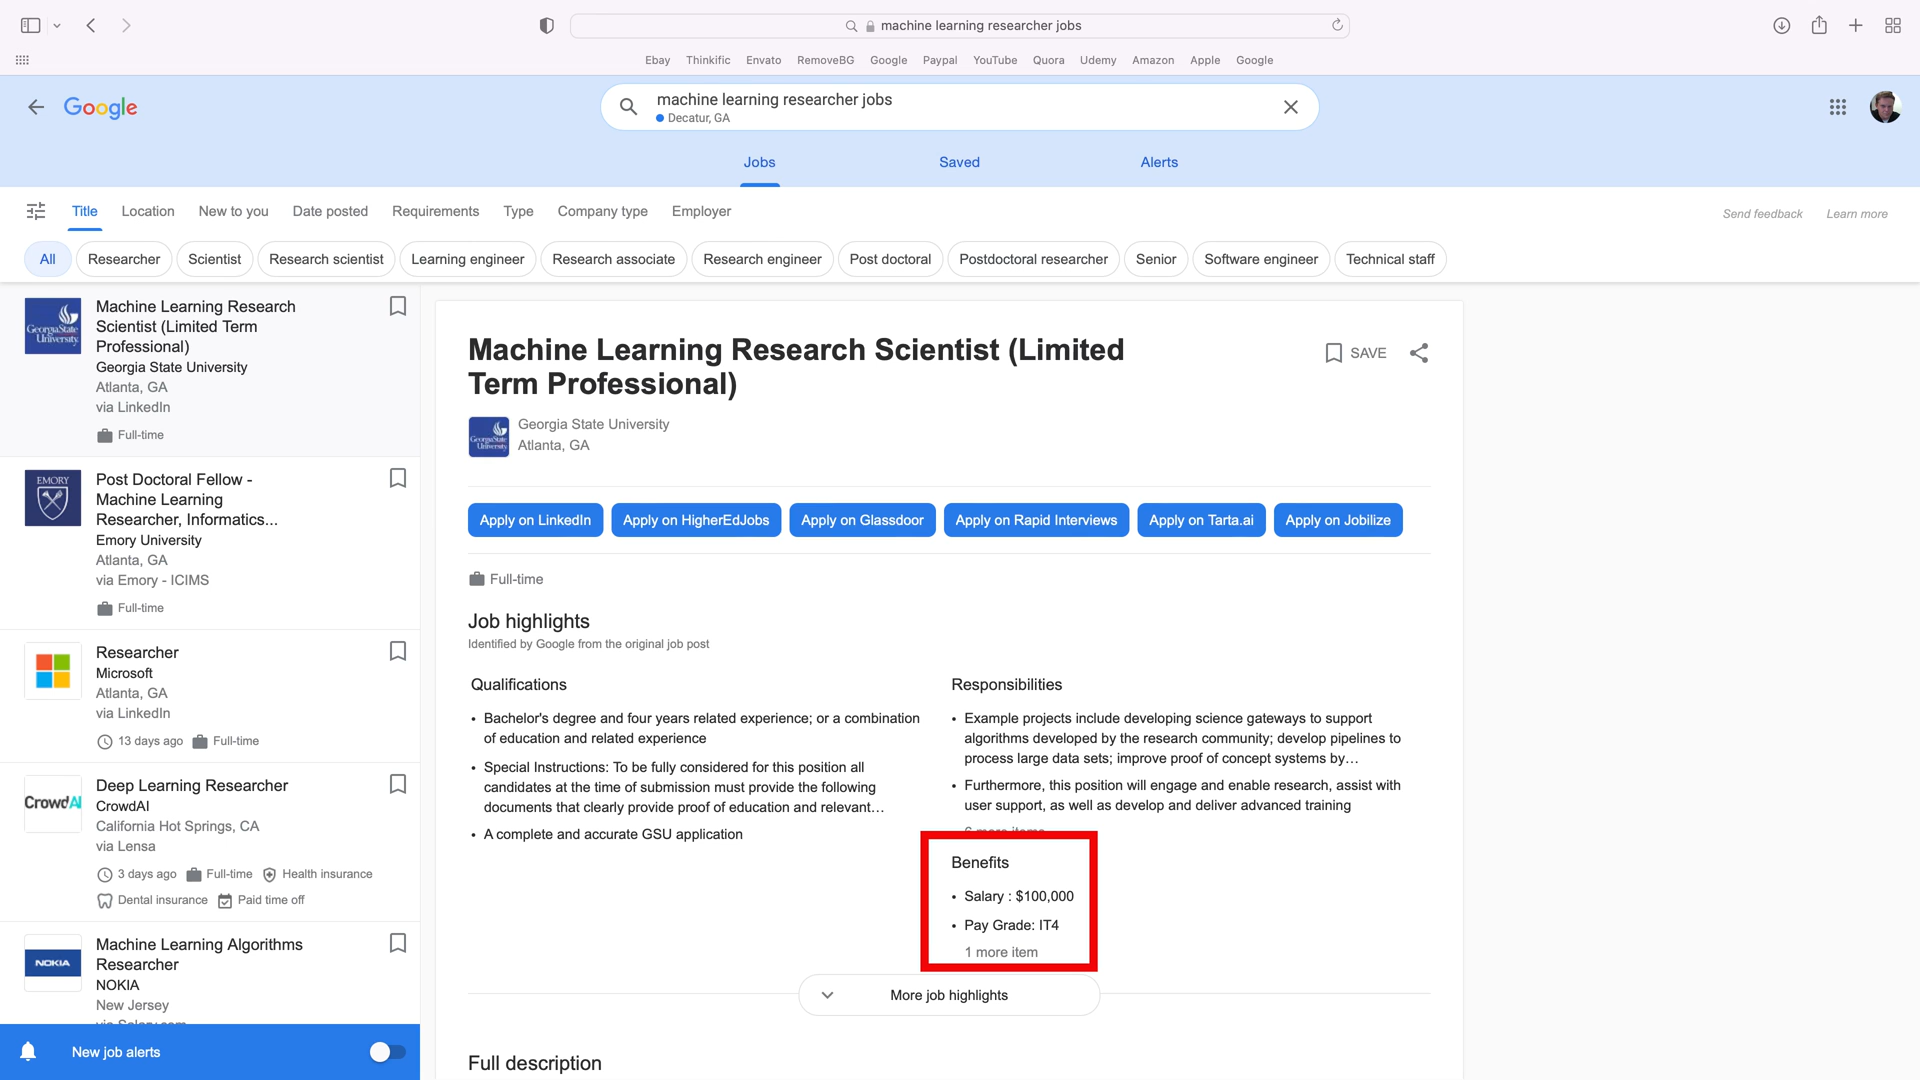 machine learning researcher jobs
Ebay Thinkific Envato RemoveBG Google Paypal YouTube Quora Udemy Amazon Apple Google
Google
machine learning researcher jobs
Decatur, GA
Jobs Saved Alerts
Title Location New to you Date posted Requirements Type Company type Employer
Send feedback Learn more
All Researcher Scientist Research scientist Learning engineer Research associate Research engineer Post doctoral Postdoctoral researcher Senior Software engineer Technical staff
Georgia State
University
Machine Learning Research
Scientist (Limited Term
Professional)
Georgia State University
Atlanta, GA
via LinkedIn
Full-time
EMORY
Post Doctoral Fellow -
Machine Learning
Researcher, Informatics...
Emory University
Atlanta, GA
via Emory - ICIMS
Full-time
Researcher
Microsoft
Atlanta, GA
via LinkedIn
13 days ago Full-time
CrowdAI
Deep Learning Researcher
CrowdAI
California Hot Springs, CA
via Lensa
3 days ago Full-time Health insurance
Dental insurance Paid time off
NOKIA
Machine Learning Algorithms
Researcher
NOKIA
New Jersey
via Salary.com
New job alerts
Machine Learning Research Scientist (Limited
Term Professional)
SAVE
Georgia State
University
Georgia State University
Atlanta, GA
Apply on LinkedIn Apply on HigherEdJobs Apply on Glassdoor Apply on Rapid Interviews Apply on Tarta.ai Apply on Jobilize
Full-time
Job highlights
Identified by Google from the original job post
Qualifications
• Bachelor's degree and four years related experience; or a combination
of education and related experience
• Special Instructions: To be fully considered for this position all
candidates at the time of submission must provide the following
documents that clearly provide proof of education and relevant…
• A complete and accurate GSU application
Responsibilities
• Example projects include developing science gateways to support
algorithms developed by the research community; develop pipelines to
process large data sets; improve proof of concept systems by…
• Furthermore, this position will engage and enable research, assist with
user support, as well as develop and deliver advanced training
6 more items
Benefits
• Salary : $100,000
• Pay Grade: IT4
1 more item
More job highlights
Full description